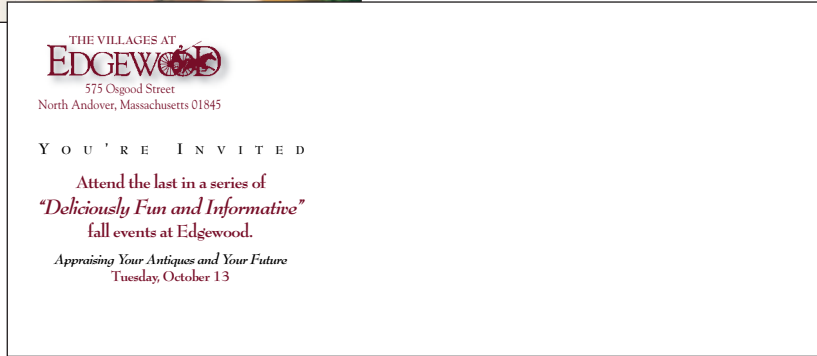 THE VILLAGES AT
EDGEWOOD
575 Osgood Street
North Andover, Massachusetts 01845
YOU'RE INVITED
Attend the last in a series of
“Deliciously Fun and Informative”
fall events at Edgewood.
Appraising Your Antiques and Your Future
Tuesday, October 13